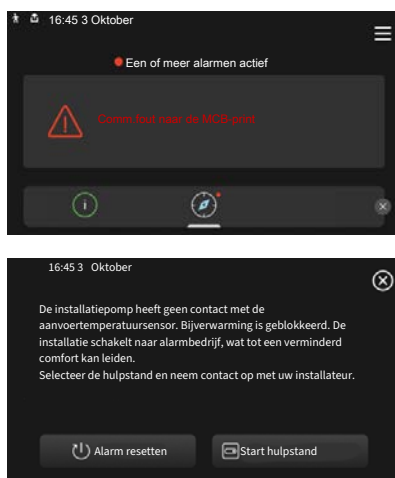 16:45 3 Oktober
Een of meer alarmen actief
Comm.fout naar de MCB-print
16:45 3 Oktober
De installatiepomp heeft geen contact met de
aanvoertemperatuursensor. Bijverwarming is geblokkeerd. De
installatie schakelt naar alarmbedrijf, wat tot een verminderd
comfort kan leiden.
Selecteer de hulpstand en neem contact op met uw installateur.
Alarm resetten
Start hulpstand